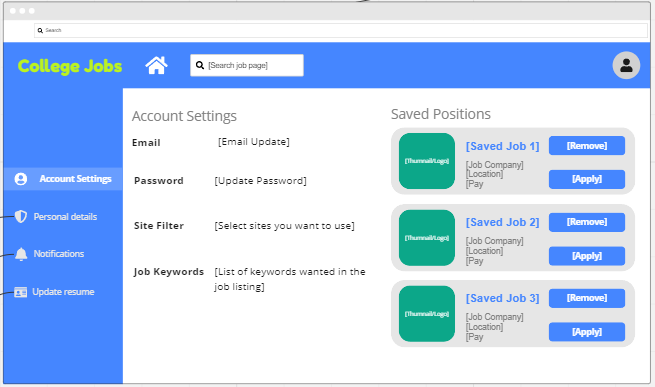 Search
College Jobs
[Search job page]
Account Settings
Personal details
Notifications
Update resume
Account Settings
Email [Email Update]
Password [Update Password]
Site Filter [Select sites you want to use]
Job Keywords [List of keywords wanted in the
job listing]
Saved Positions
[Thumnail/Logo]
[Saved Job 1]
[Job Company]
[Location]
[Pay
[Remove]
[Apply]
[Thumnail/Logo]
[Saved Job 2]
[Job Company]
[Location]
[Pay
[Remove]
[Apply]
[Thumnail/Logo]
[Saved Job 3]
[Job Company]
[Location]
[Pay
[Remove]
[Apply]